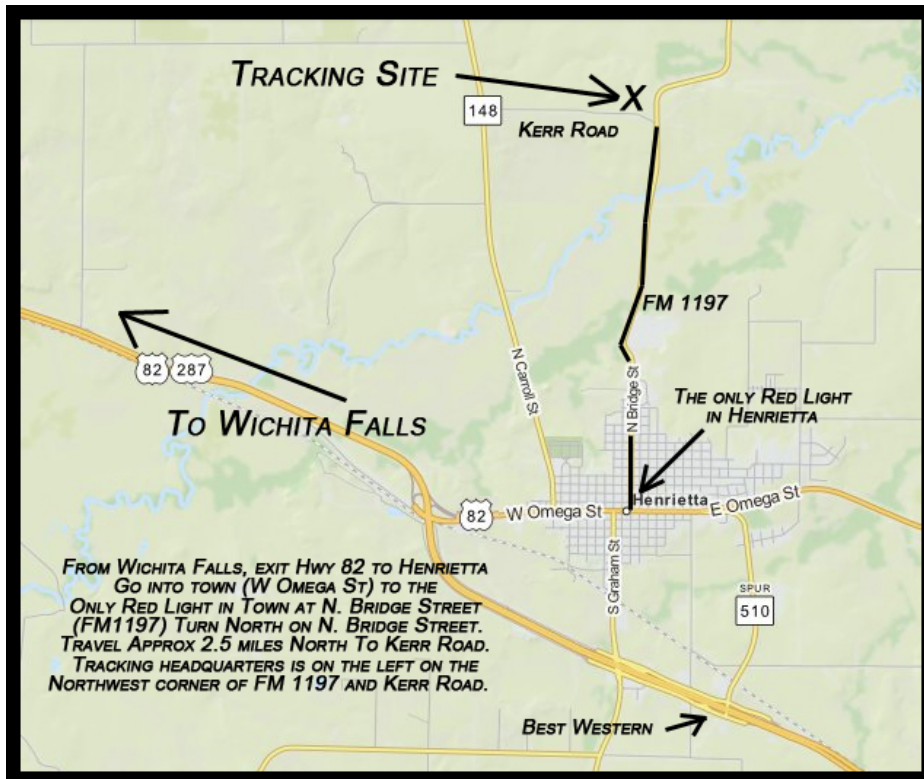 Tracking Site
148
Kerr Road
FM 1197
82
287
To Wichita Falls
N Carroll St
N Bridge St
The only Red Light
in Henrietta
Henrietta
82
W Omega St
E Omega St
S Graham St
SPUR
510
From Wichita Falls, exit Hwy 82 to Henrietta
Go into town (W Omega St) to the
Only Red Light in Town at N. Bridge Street
(FM1197) Turn North on N. Bridge Street.
Travel Approx 2.5 miles North To Kerr Road.
Tracking headquarters is on the left on the
Northwest corner of FM 1197 and Kerr Road.
Best Western